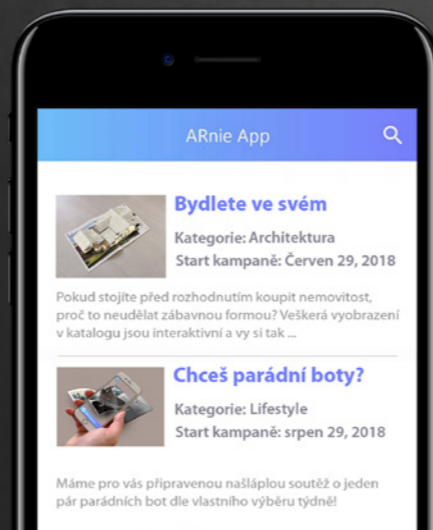 ARnie App
Bydlete ve svém
Kategorie: Architektura
Start kampaně: Červen 29, 2018
Pokud stojíte před rozhodnutím koupit nemovitost,
proč to neudělat zábavnou formou? Veškerá vyobrazení
v katalogu jsou interaktivní a vy si tak ...
Chceš parádní boty?
Kategorie: Lifestyle
Start kampaně: srpen 29, 2018
Máme pro vás připravenou našláplou soutěž o jeden
pár parádních bot dle vlastního výběru týdně!